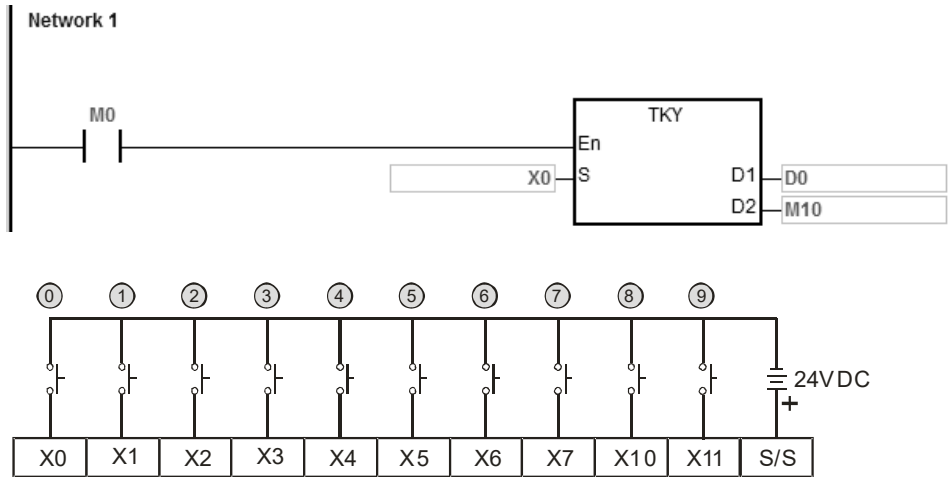 Network 1
M0
TKY
En
X0 S D1 D0
D2 M10
0 1 2 3 4 5 6 7 8 9
24VDC
+
X0 X1 X2 X3 X4 X5 X6 X7 X10 X11 S/S